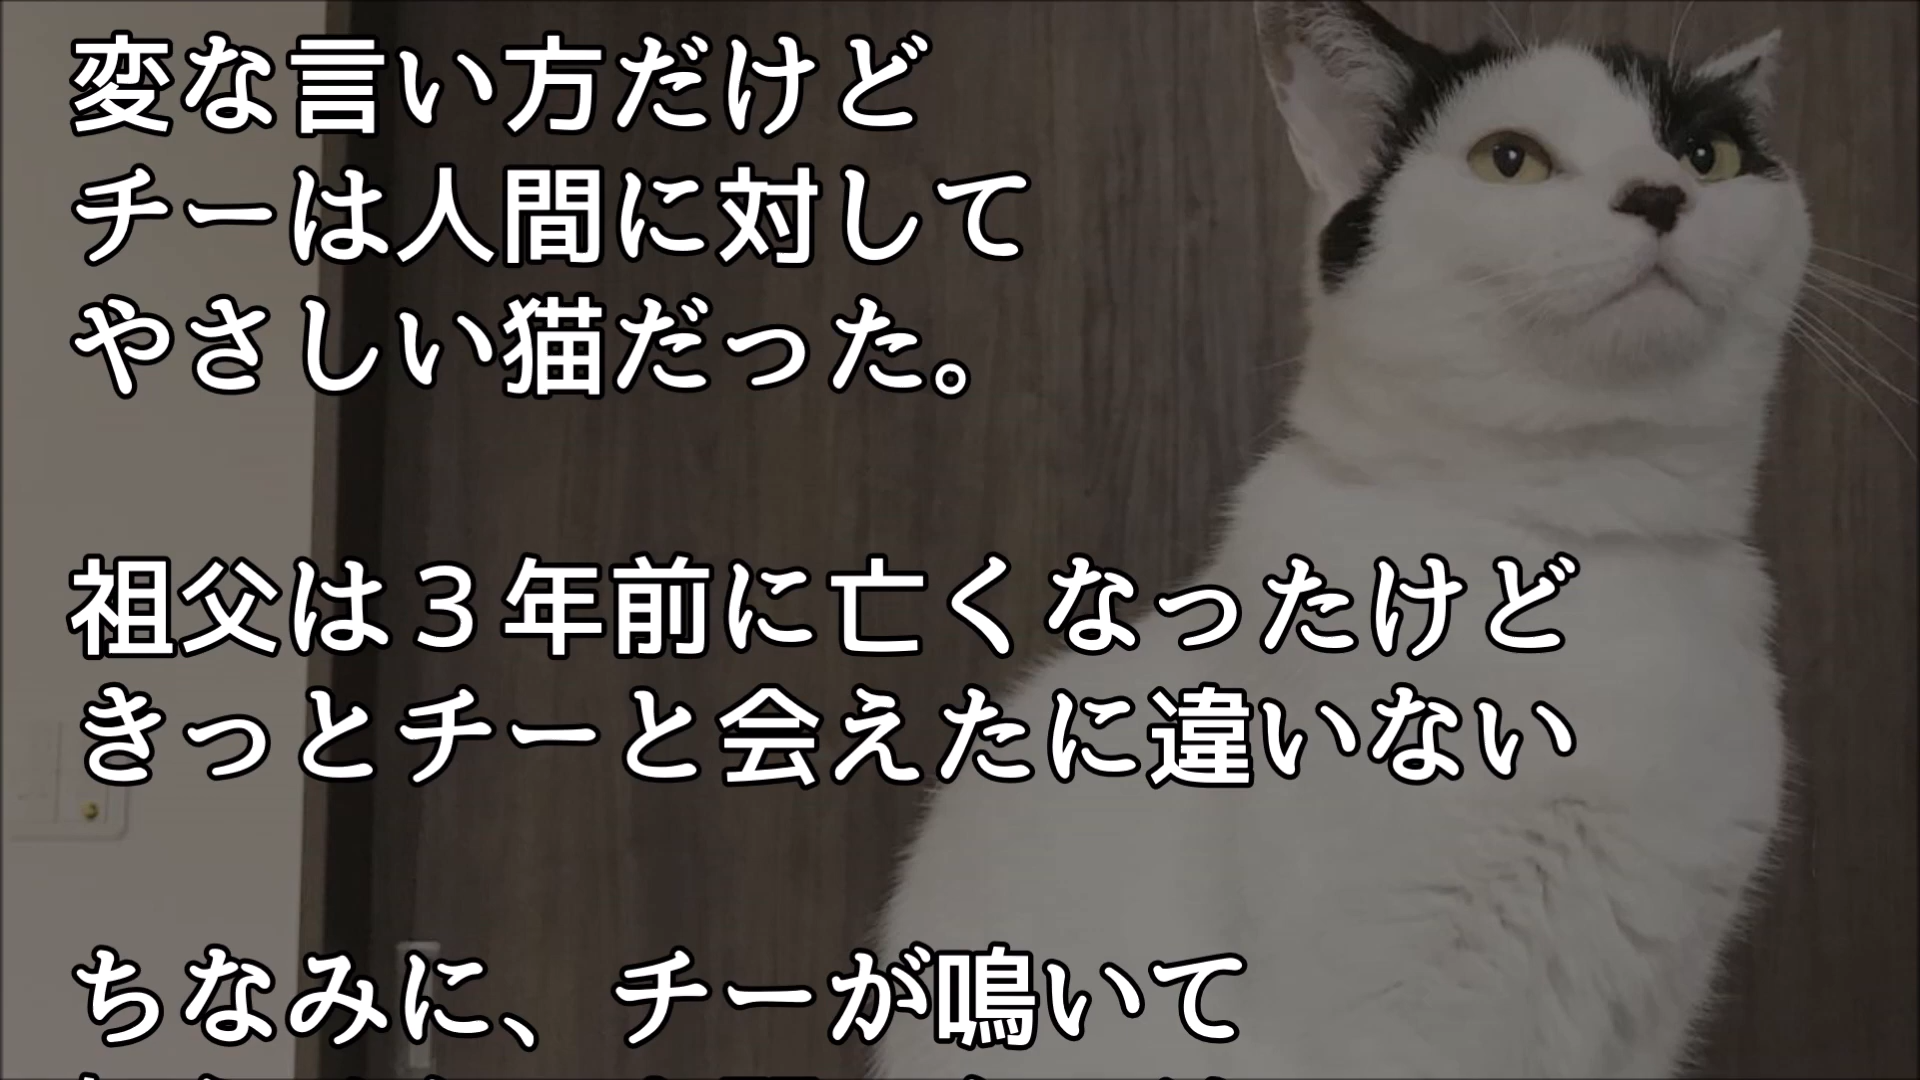 変な言い方だけど
チーは人間に対して
やさしい猫だった。
祖父は３年前に亡くなったけど
きっとチーと会えたに違いない
ちなみに、チーが鳴いて